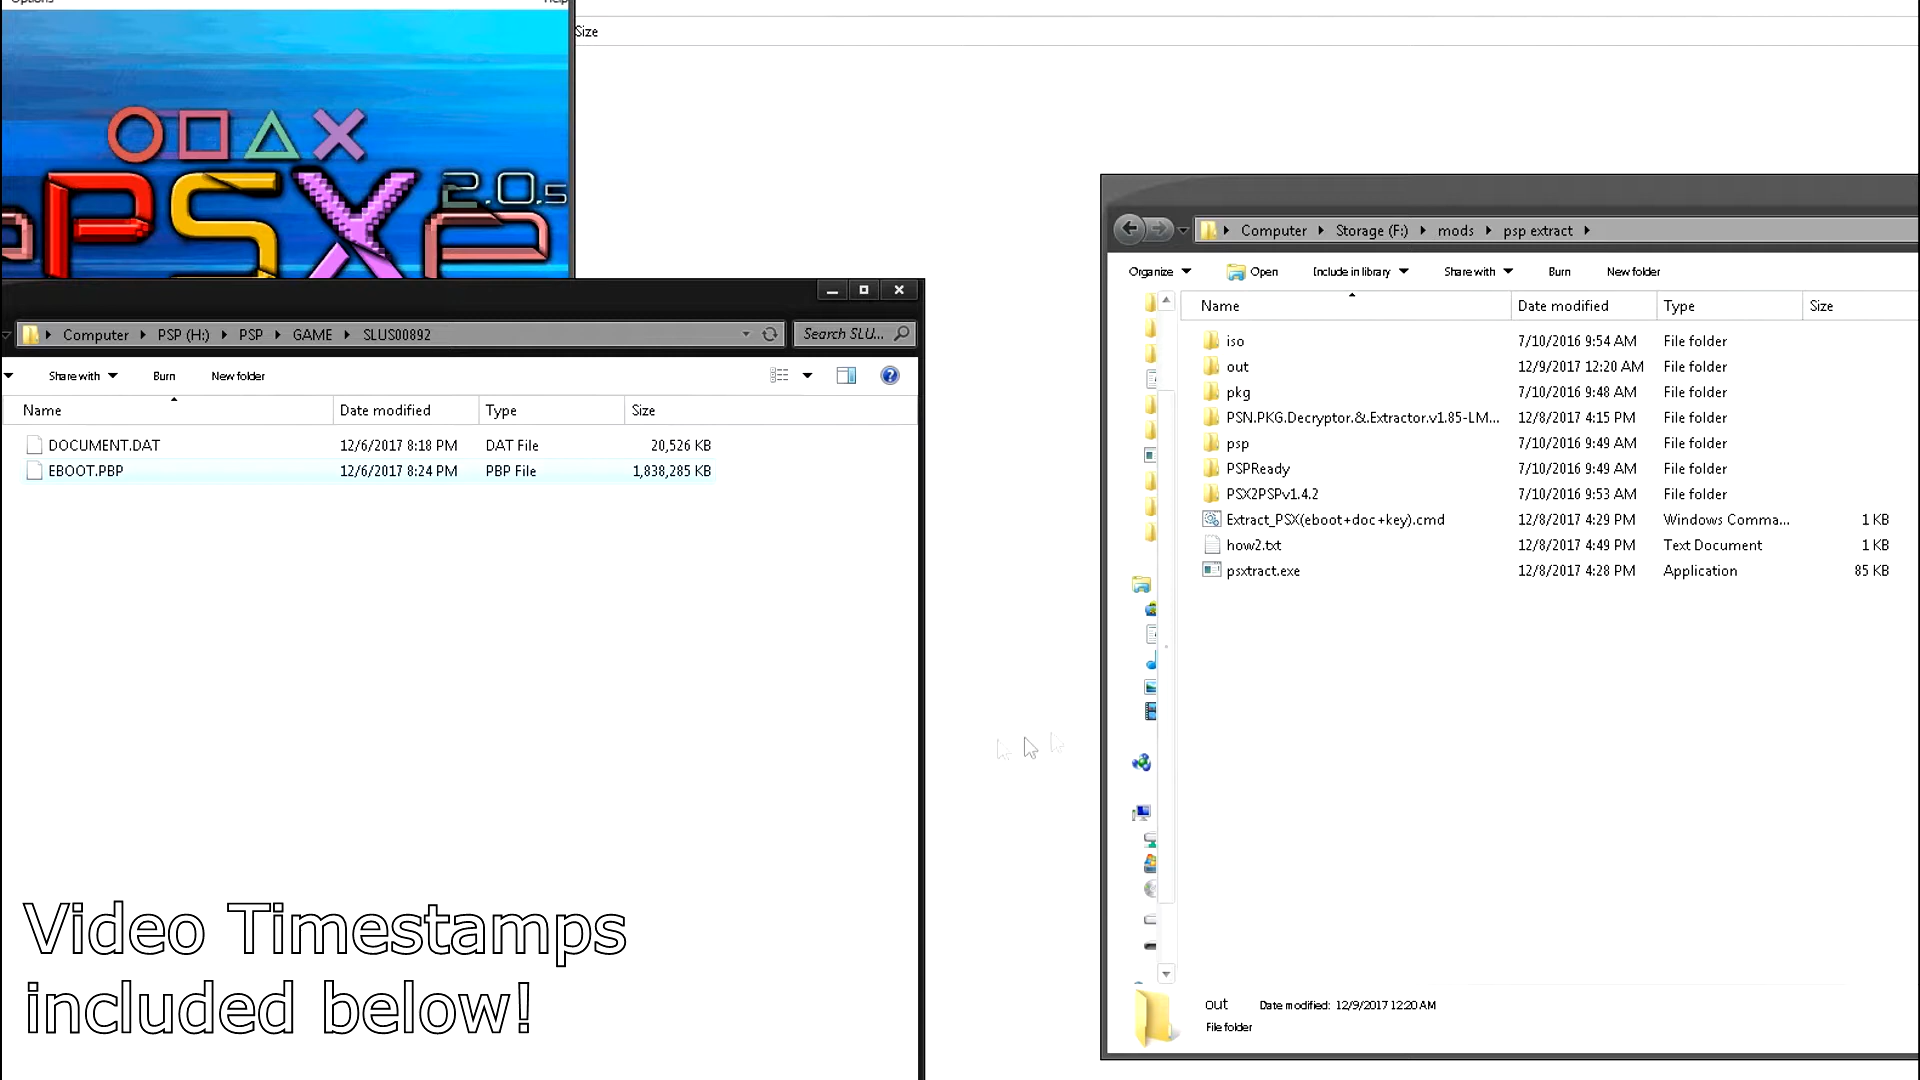 Options Help
Size
PSX
2.0.5
Computer PSP (H:) PSP GAME SLUS00892 Search SLU...
Share with Burn New folder
Name Date modified Type Size
DOCUMENT.DAT 12/6/2017 8:18 PM DAT File 20,526 KB
EBOOT.PBP 12/6/2017 8:24 PM PBP File 1,838,285 KB
Video Timestamps
included below!
Computer Storage (F:) mods psp extract
Organize Open Include in library Share with Burn New folder
Name Date modified Type Size
iso 7/10/2016 9:54 AM File folder
out 12/9/2017 12:20 AM File folder
pkg 7/10/2016 9:48 AM File folder
PSN.PKG.Decryptor.&.Extractor.v1.85-LM... 12/8/2017 4:15 PM File folder
psp 7/10/2016 9:49 AM File folder
PSPReady 7/10/2016 9:49 AM File folder
PSX2PSPv1.4.2 7/10/2016 9:53 AM File folder
Extract_PSX(eboot+doc+key).cmd 12/8/2017 4:29 PM Windows Comma... 1 KB
how2.txt 12/8/2017 4:49 PM Text Document 1 KB
psxtract.exe 12/8/2017 4:28 PM Application 85 KB
out Date modified: 12/9/2017 12:20 AM
File folder